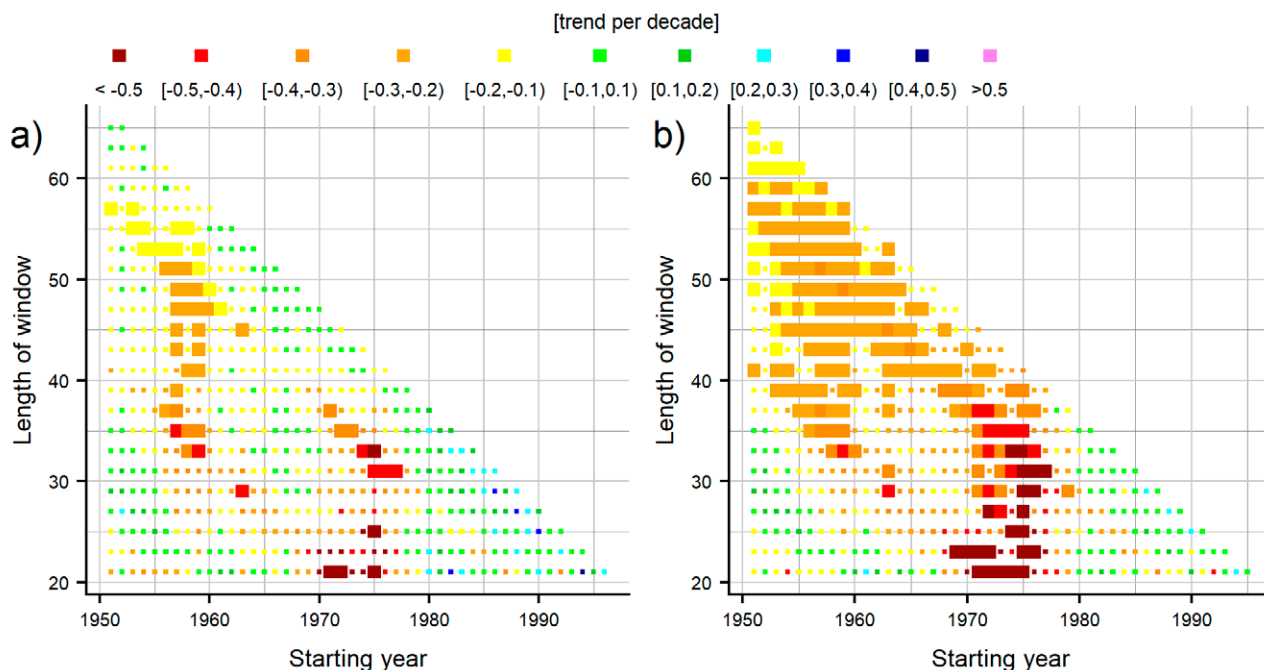 [trend per decade]
< -0.5 [-0.5,-0.4) [-0.4,-0.3) [-0.3,-0.2) [-0.2,-0.1) [-0.1,0.1) [0.1,0.2) [0.2,0.3) [0.3,0.4) [0.4,0.5) >0.5
a)
60
50
40
30
20
Length of window
1950 1960 1970 1980 1990
Starting year
b)
60
50
40
30
20
Length of window
1950 1960 1970 1980 1990
Starting year